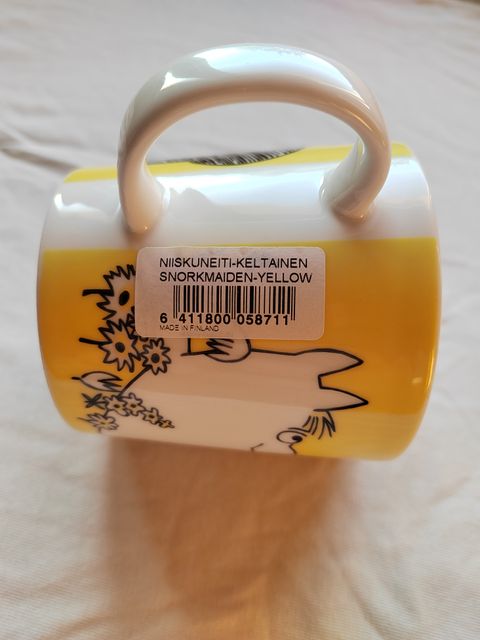 NIISKUNEITI-KELTAINEN
SNORKMAIDEN-YELLOW
6 411800 058711
MADE IN FINLAND